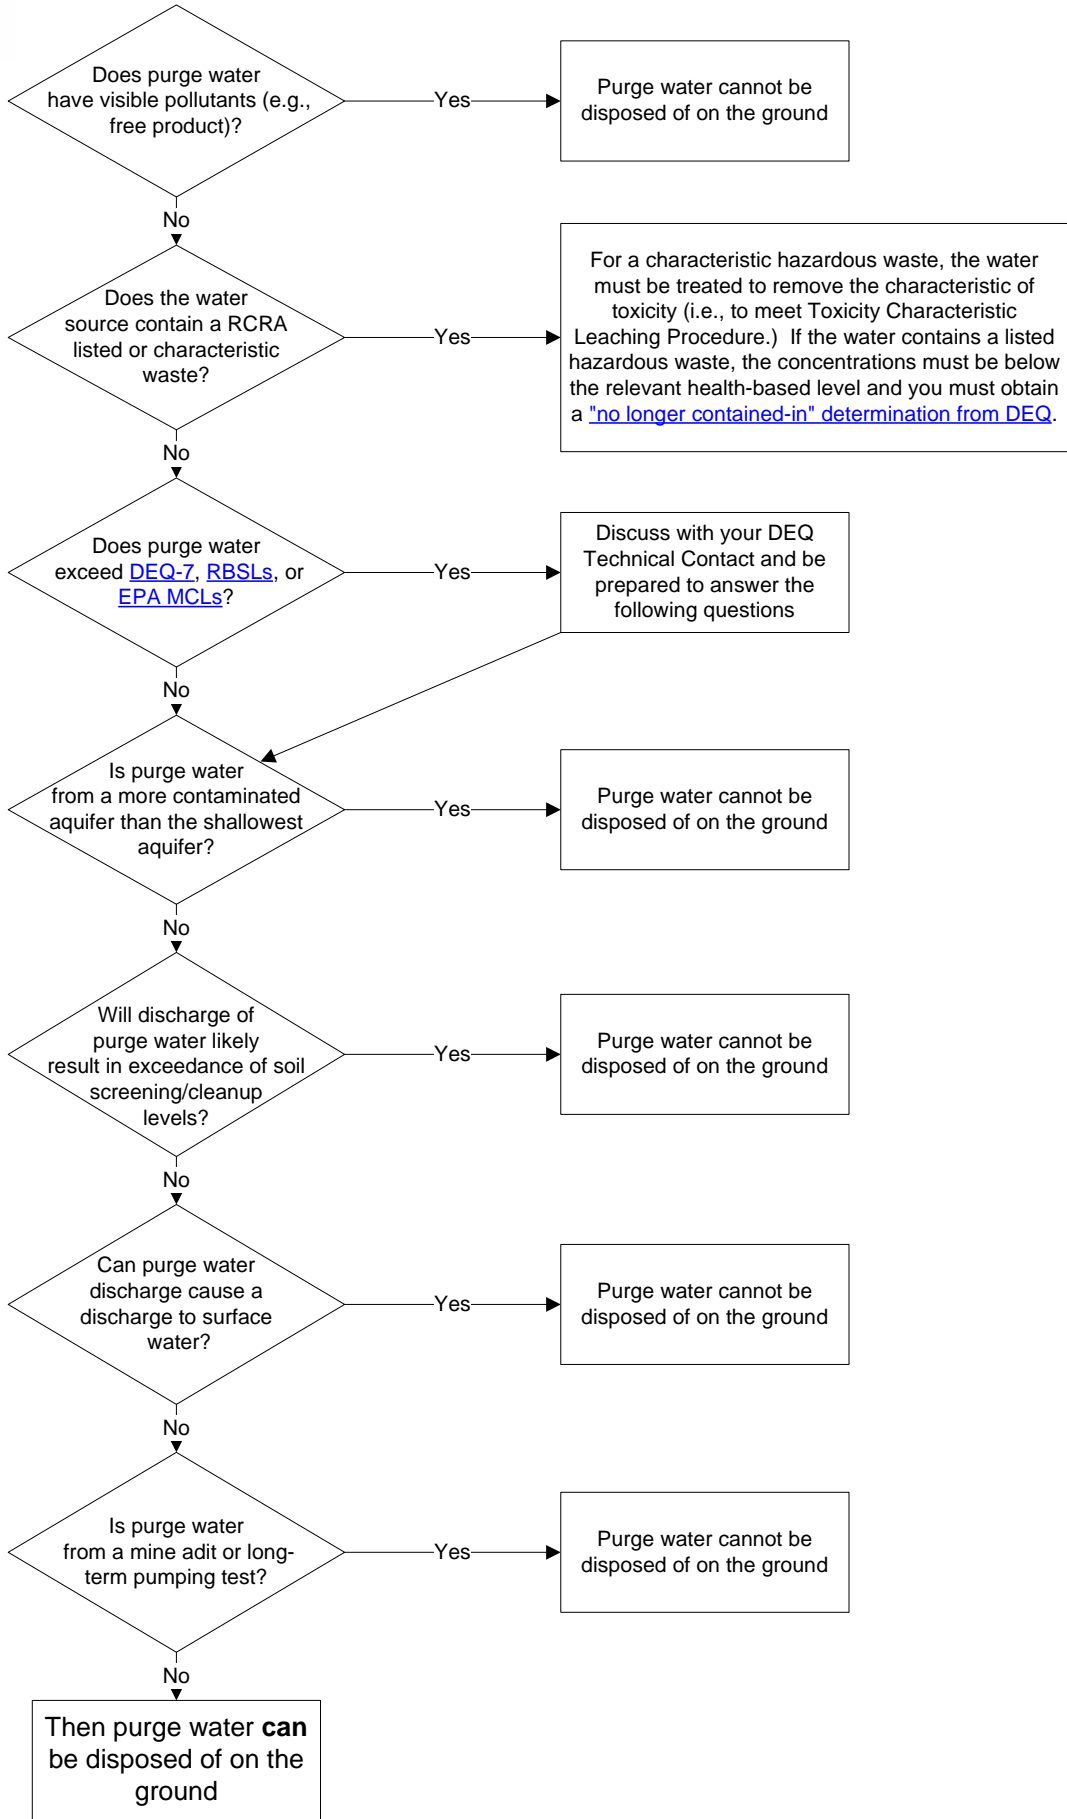 Does purge water
have visible pollutants (e.g.,
free product)?
Yes
Purge water cannot be
disposed of on the ground
No
Does the water
source contain a RCRA
listed or characteristic
waste?
Yes
For a characteristic hazardous waste, the water
must be treated to remove the characteristic of
toxicity (i.e., to meet Toxicity Characteristic
Leaching Procedure.)  If the water contains a listed
hazardous waste, the concentrations must be below
the relevant health-based level and you must obtain
a "no longer contained-in" determination from DEQ.
No
Does purge water
exceed DEQ-7, RBSLs, or
EPA MCLs?
Yes
Discuss with your DEQ
Technical Contact and be
prepared to answer the
following questions
No
Is purge water
from a more contaminated
aquifer than the shallowest
aquifer?
Yes
Purge water cannot be
disposed of on the ground
No
Will discharge of
purge water likely
result in exceedance of soil
screening/cleanup
levels?
Yes
Purge water cannot be
disposed of on the ground
No
Can purge water
discharge cause a
discharge to surface
water?
Yes
Purge water cannot be
disposed of on the ground
No
Is purge water
from a mine adit or long-
term pumping test?
Yes
Purge water cannot be
disposed of on the ground
No
Then purge water can
be disposed of on the
ground